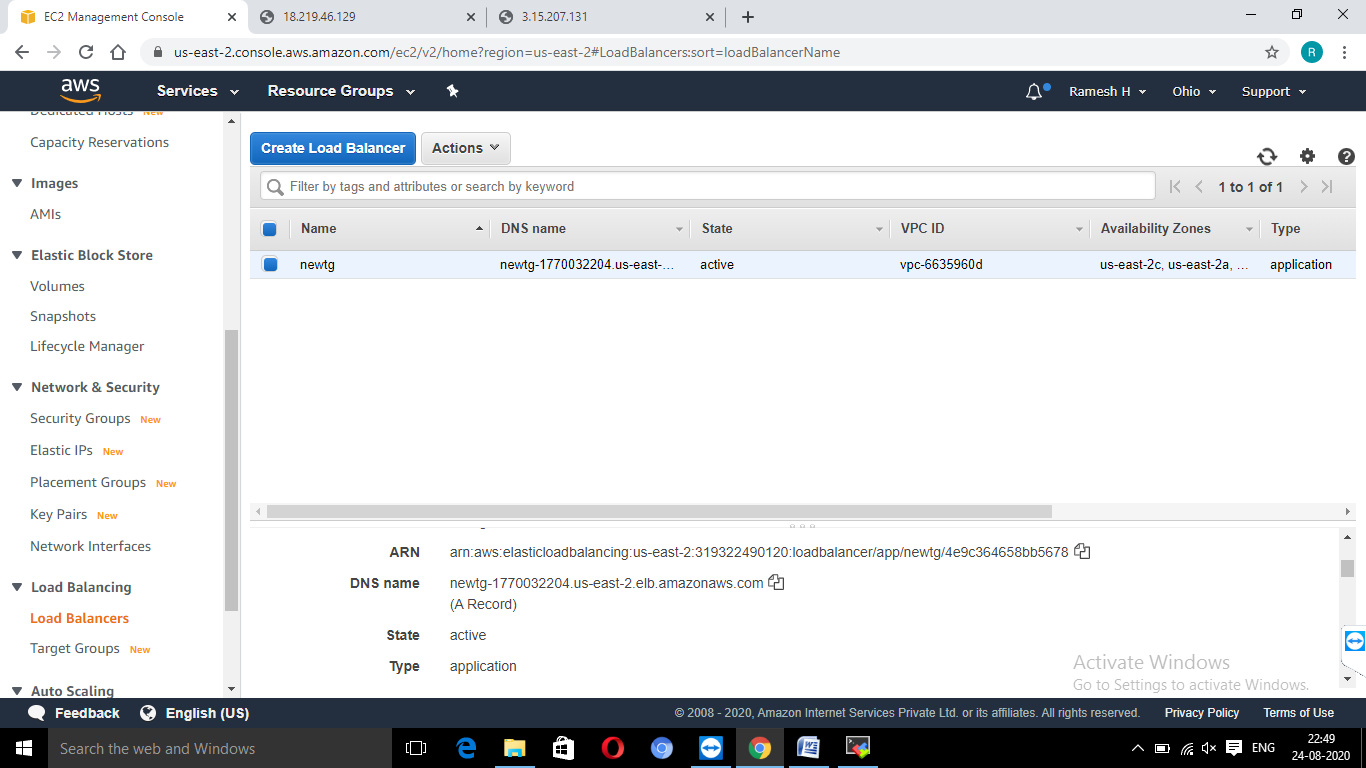 EC2 Management Console
18.219.46.129
3.15.207.131
us-east-2.console.aws.amazon.com/ec2/v2/home?region=us-east-2#LoadBalancers:sort=loadBalancerName
R
aws
Services
Resource Groups
Ramesh H
Ohio
Support
Dedicated Hosts New
Capacity Reservations
Images
AMIs
Elastic Block Store
Volumes
Snapshots
Lifecycle Manager
Network & Security
Security Groups New
Elastic IPs New
Placement Groups New
Key Pairs New
Network Interfaces
Load Balancing
Load Balancers
Target Groups New
Auto Scaling
Create Load Balancer
Actions
Filter by tags and attributes or search by keyword
1 to 1 of 1
Name DNS name State VPC ID Availability Zones Type
newtg newtg-1770032204.us-east-... active vpc-6635960d us-east-2c, us-east-2a, ... application
ARN arn:aws:elasticloadbalancing:us-east-2:319322490120:loadbalancer/app/newtg/4e9c364658bb5678
DNS name newtg-1770032204.us-east-2.elb.amazonaws.com
(A Record)
State active
Type application
Activate Windows
Go to Settings to activate Windows.
Feedback
English (US)
© 2008 - 2020, Amazon Internet Services Private Ltd. or its affiliates. All rights reserved.
Privacy Policy
Terms of Use
Search the web and Windows
ENG
22:49
24-08-2020